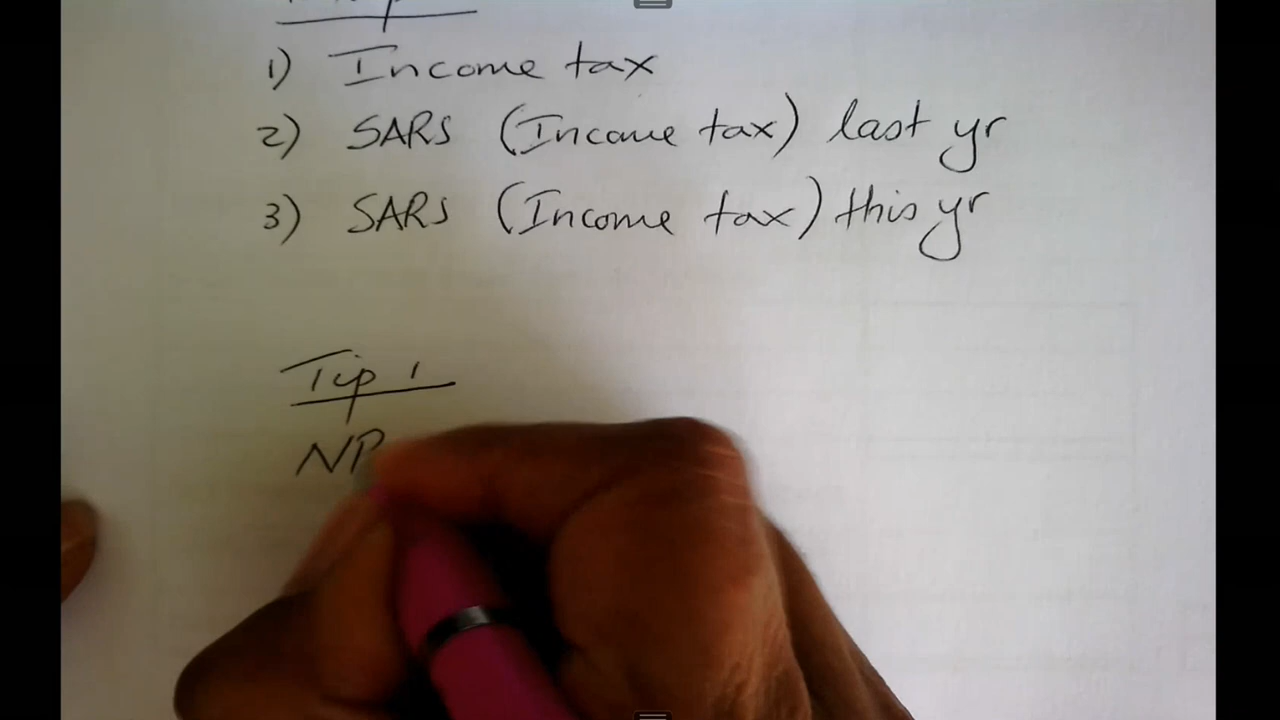 1) Income tax
2) SARS (Income tax) last yr
3) SARS (Income tax) this yr
Tip 1
NP